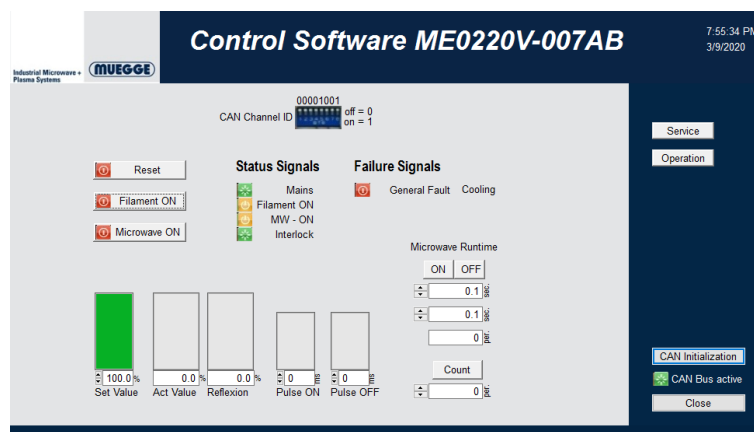 Control Software ME0220V-007AB
7:55:34 PM
3/9/2020
Industrial Microwave +
Plasma Systems
MUEGGE
00001001
CAN Channel ID
off = 0
on = 1
Service
Operation
Reset
Filament ON
Microwave ON
Status Signals
Mains
Filament ON
MW - ON
Interlock
Failure Signals
General Fault Cooling
Microwave Runtime
ON OFF
0.1 sec.
0.1 sec.
0 per.
Count
0 per.
100.0 %
Set Value
0.0 %
Act Value
0.0 %
Reflexion
0 ms
Pulse ON
0 ms
Pulse OFF
CAN Initialization
CAN Bus active
Close